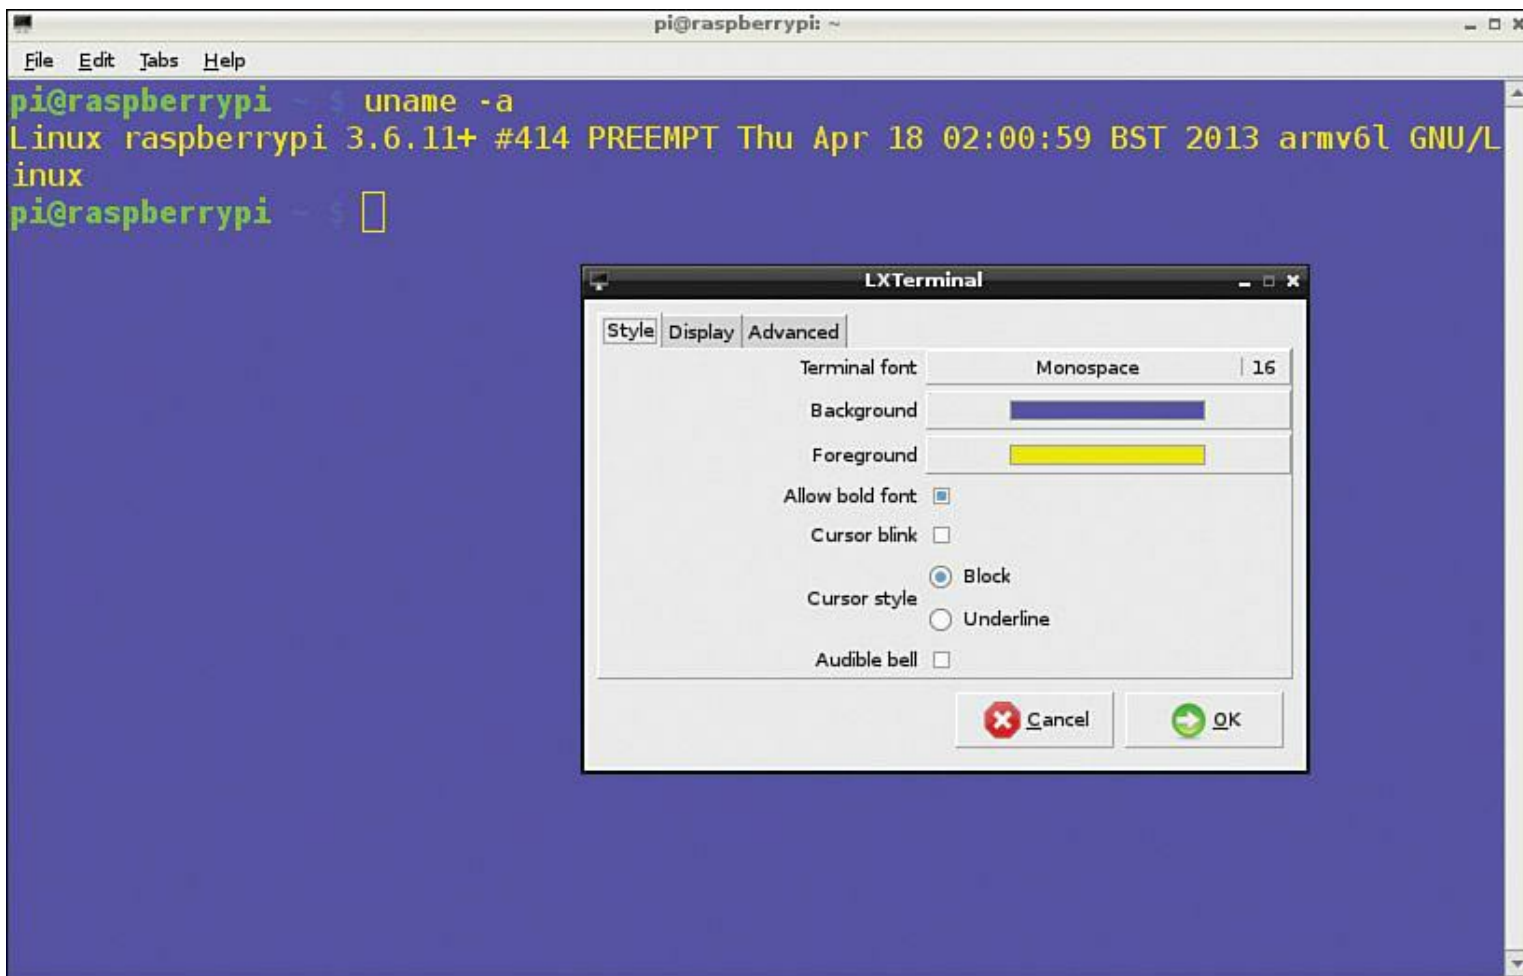 pi@raspberrypi: ~
File Edit Tabs Help
pi@raspberrypi ~ $ uname -a
Linux raspberrypi 3.6.11+ #414 PREEMPT Thu Apr 18 02:00:59 BST 2013 armv6l GNU/L
inux
pi@raspberrypi ~ $
LXTerminal
Style Display Advanced
Terminal font Monospace 16
Background
Foreground
Allow bold font
Cursor blink
Cursor style
Block
Underline
Audible bell
Cancel OK